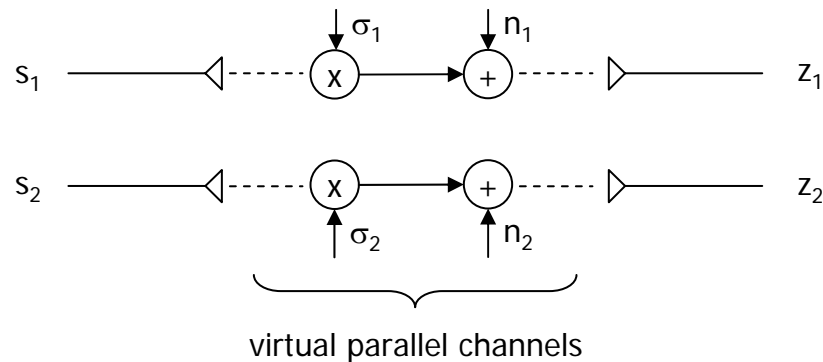 σ₁ n₁
s₁ x + z₁
s₂ x + z₂
σ₂ n₂
virtual parallel channels